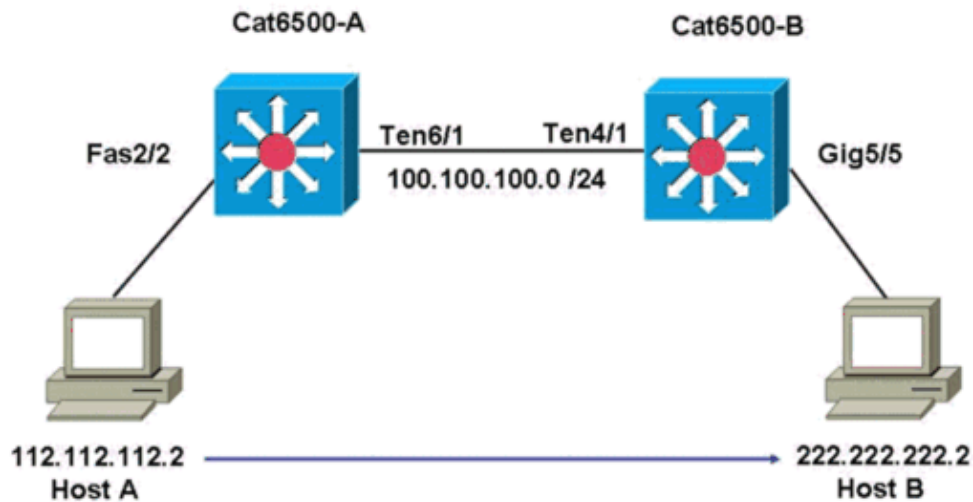 Cat6500-A
Cat6500-B
Fas2/2
Ten6/1
Ten4/1
Gig5/5
100.100.100.0 /24
112.112.112.2
222.222.222.2
Host A
Host B